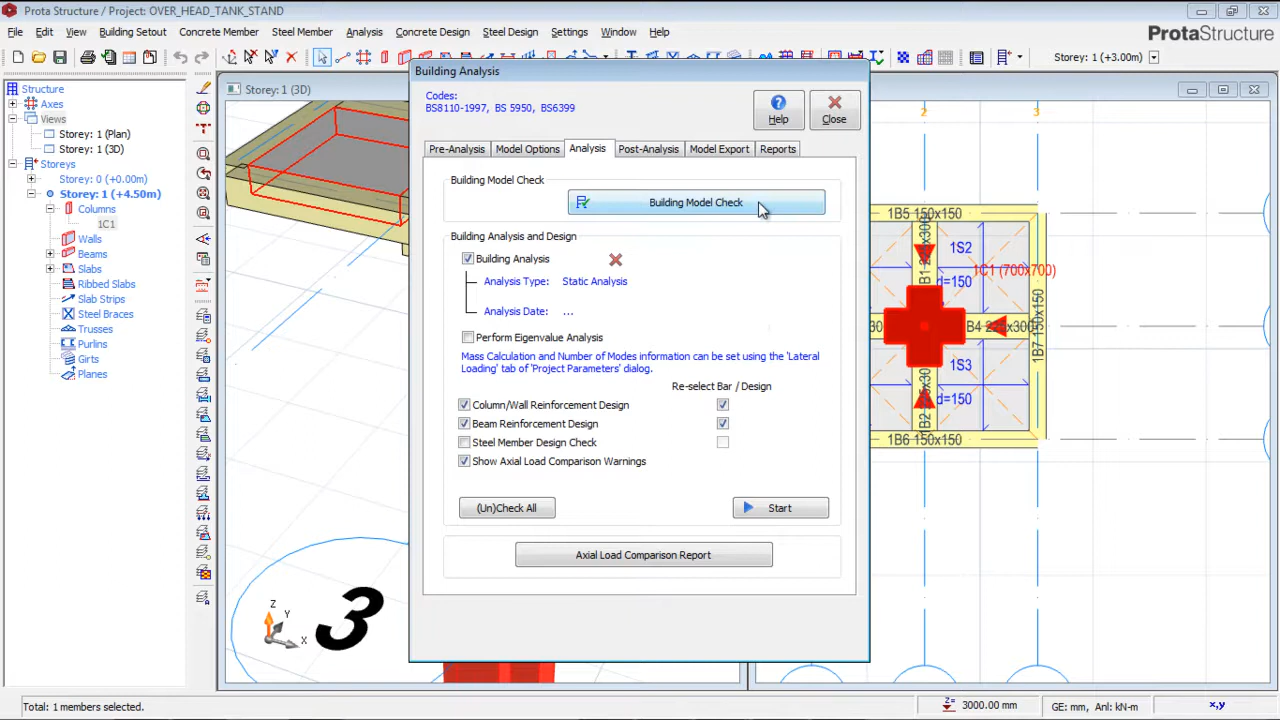 Prota Structure / Project: OVER_HEAD_TANK_STAND
File Edit View Building Setout Concrete Member Steel Member Analysis Concrete Design Steel Design Settings Window Help
ProtaStructure
Storey: 1 (+3.00m)
Structure
Axes
Views
Storey: 1 (Plan)
Storey: 1 (3D)
Storeys
Storey: 0 (+0.00m)
Storey: 1 (+4.50m)
Columns
1C1
Walls
Beams
Slabs
Ribbed Slabs
Slab Strips
Steel Braces
Trusses
Purlins
Girts
Planes
Storey: 1 (3D)
3
Z
Y
X
Building Analysis
Codes:
BS8110-1997, BS 5950, BS6399
Help
Close
Pre-Analysis Model Options Analysis Post-Analysis Model Export Reports
Building Model Check
Building Model Check
Building Analysis and Design
Building Analysis
Analysis Type: Static Analysis
Analysis Date: ...
Perform Eigenvalue Analysis
Mass Calculation and Number of Modes information can be set using the 'Lateral
Loading' tab of 'Project Parameters' dialog.
Re-select Bar / Design
Column/Wall Reinforcement Design
Beam Reinforcement Design
Steel Member Design Check
Show Axial Load Comparison Warnings
(Un)Check All
Start
Axial Load Comparison Report
2
3
1B5 150x150
1S2
1C1 (700x700)
d=150
1S3
d=150
1B7 150x150
1B6 150x150
Total: 1 members selected.
Z=
3000.00 mm
GE: mm, Anl: kN-m
x,y